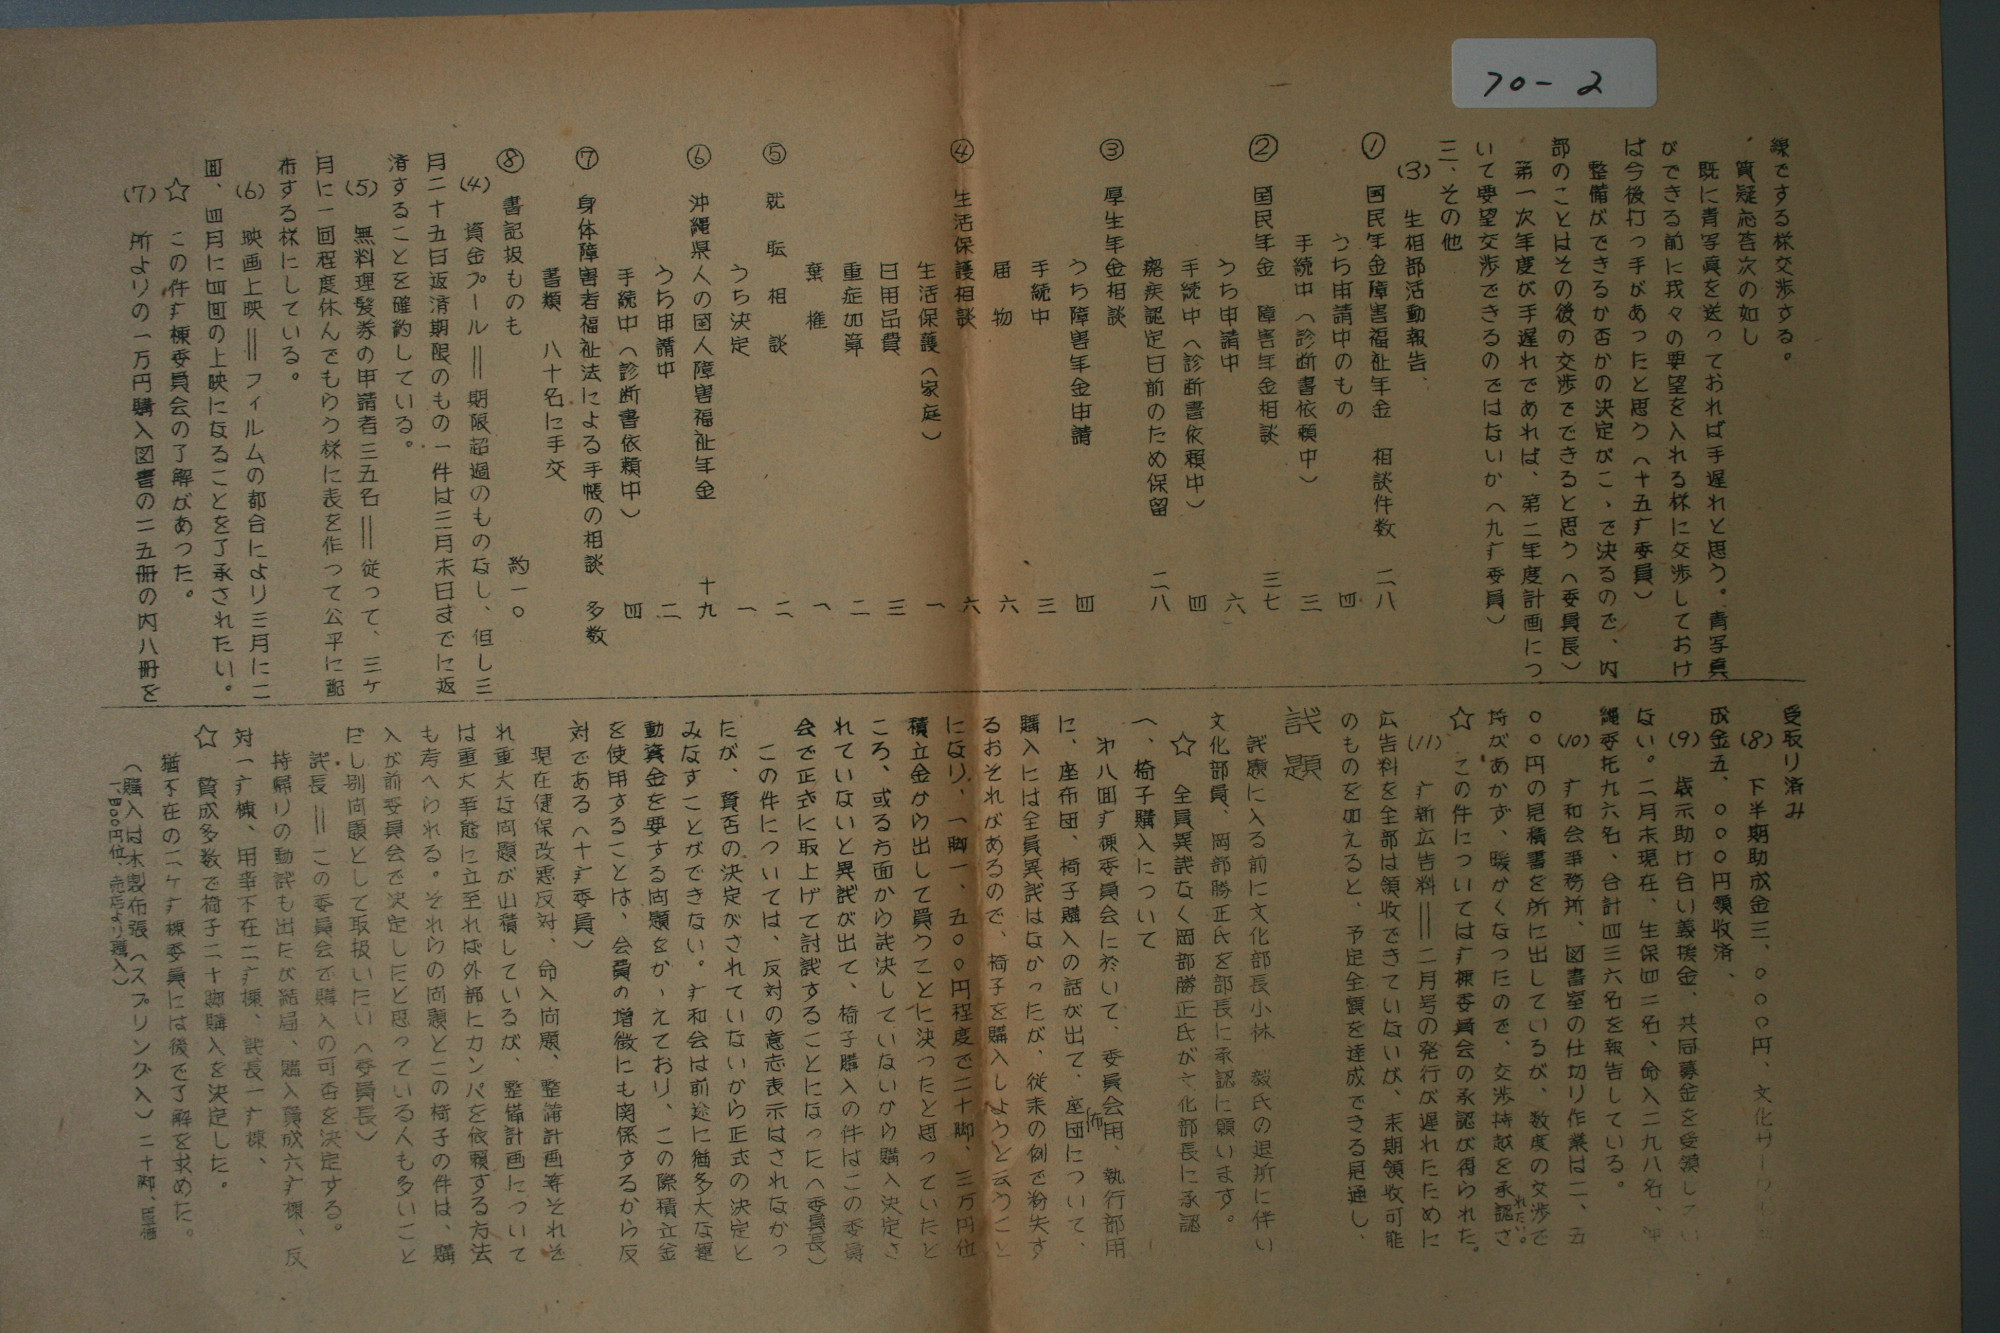 70-2
線でする様交渉する。
、質疑応答次の如し
既に青写真を送っておれば手遅れと思う。青写真
ができる前に我々の要望を入れる様に交渉しておけ
は今後打つ手があったと思う(十五疒委員)
整備ができるか否かの決定がこゝで決るので、内
部のことはその後の交渉でできると思う(委員長)
第一次年度が手遅れであれば、第二年度計画につ
いて要望交渉できるのではないか(九疒委員)
三、その他
(3) 生相部活動報告、
① 国民年金障害福祉年金 相談件数 二八
うち申請中のもの 四
手続中(診断書依頼中) 三
② 国民年金 障害年金相談 三七
うち申請中 六
手続中(診断書依頼中) 四
癩疾認定日前のため保留 二八
③ 厚生年金相談
うち障害年金申請 四
手続中 三
届物 六
④ 生活保護相談 六
生活保護(家庭) 一
日用品費 三
重症加算 二
棄権 一
⑤ 就転相談 二
うち決定 一
⑥ 沖縄県人の国人障害福祉年金 十九
うち申請中 二
手続中(診断書依頼中) 四
⑦ 身体障害者福祉法による手帳の相談 多数
書類 八十名に手交
⑧ 書記扱ものも 約一〇
(4) 資金プール‖期限超過のものなし、但し三
月二十五日返済期限のもの一件は三月末日までに返
済することを確約している。
(5) 無料理髪券の申請者三五名‖従って、三ケ
月に一回程度休んでもらう様に表を作って公平に配
布する様にしている。
(6) 映画上映‖フィルムの都合により三月に二
回、四月に四回の上映になることを了承されたい。
☆ この件疒棟委員会の了解があった。
(7) 所よりの一万円購入図書の二五冊の内八冊を
受取り済み
(8) 下半期助成金三、〇〇〇円、文化サー
成金五、〇〇〇円領收済、
(9) 歳末助け合い義援金、共同募金を受領してい
ない。二月末現在、生保四二名、命入二九八名、沖
縄委托九六名、合計四三六名を報告している。
(10) 疒和会事務所、図書室の仕切り作業は二、五
〇〇円の見積書を所に出しているが、数度の交渉で
持があかず、暖かくなったので、交渉持越を承認さ
れたい。
☆ この件については疒棟委員会の承認が得られた。
(11) 疒新広告料‖二月号の発行が遅れたために
広告料を全部は領收できていないが、末期領收可能
のものを加えると、予定全額を達成できる見通し、
議題
議題に入る前に文化部長小林 毅氏の退所に伴い
文化部員、岡部勝正氏を部長に承認に願います。
☆ 全員異議なく岡部勝正氏が文化部長に承認
一、椅子購入について
沖八回疒棟委員会に於いて、委員会用、執行部用
に、座布団、椅子購入の話が出て、座布団について、
購入には全員異議はなかったが、従来の例で紛失す
るおそれがあるので、椅子を購入しようと云うこと
になり、一脚一、五〇〇円程度で二十脚、三万円位
積立金から出して買うことに決ったと思っていたと
ころ、或る方面から議決していないから購入決定さ
れていないと異議が出て、椅子購入の件はこの委員
会で正式に取上げて討議することになった(委員長)
この件については、反対の意志表示はされなかっ
たが、賛否の決定がされていないから正式の決定と
みなすことができない。疒和会は前途に猶多大な運
動資金を要する問題をかゝえており、この際積立金
を使用することは、会員の増徴にも関係するから反
対である(十疒委員)
現在健保改悪反対、命入問題、整備計画等それぞ
れ重大な問題が山積しているが、整備計画について
は重大事態に立至れば外部にカンパを依頼する方法
も考へられる。それらの問題とこの椅子の件は、購
入が前委員会で決定したと思っている人も多いこと
だし別問題として取扱いたい(委員長)
議長‖この委員会で購入の可否を決定する。
持帰りの動議も出たが結局、購入賛成六疒棟、反
対一疒棟、用事不在二疒棟、議長一疒棟、
☆ 賛成多数で椅子二十脚購入を決定した。
猶不在の二ケ疒棟委員には後で了解を求めた。
(購入は木製布張(スプリング入)二十脚、単価
一、四〇〇円位、売店より購入)